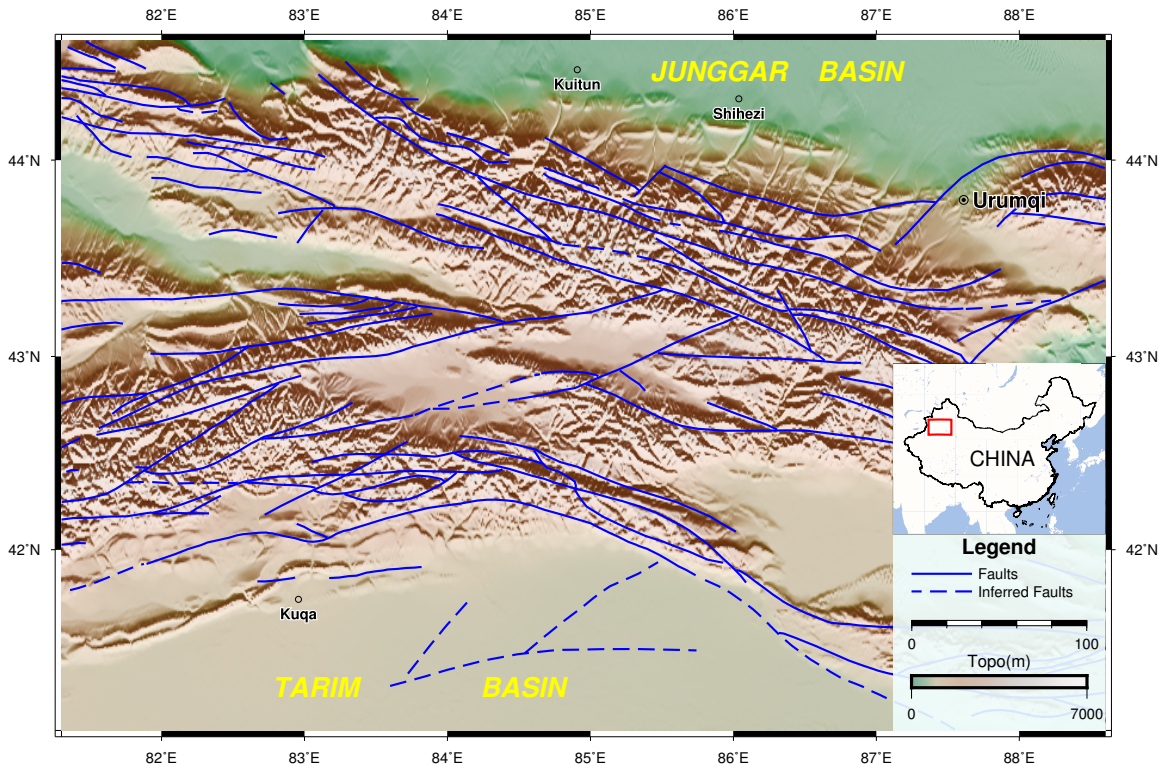 82°E 83°E 84°E 85°E 86°E 87°E 88°E
JUNGGAR BASIN
Kuitun
Shihezi
44°N 44°N
Urumqi
43°N 43°N
CHINA
42°N 42°N
Legend
Faults
Inferred Faults
Kuqa
0 100
Topo(m)
TARIM BASIN
0 7000
82°E 83°E 84°E 85°E 86°E 87°E 88°E